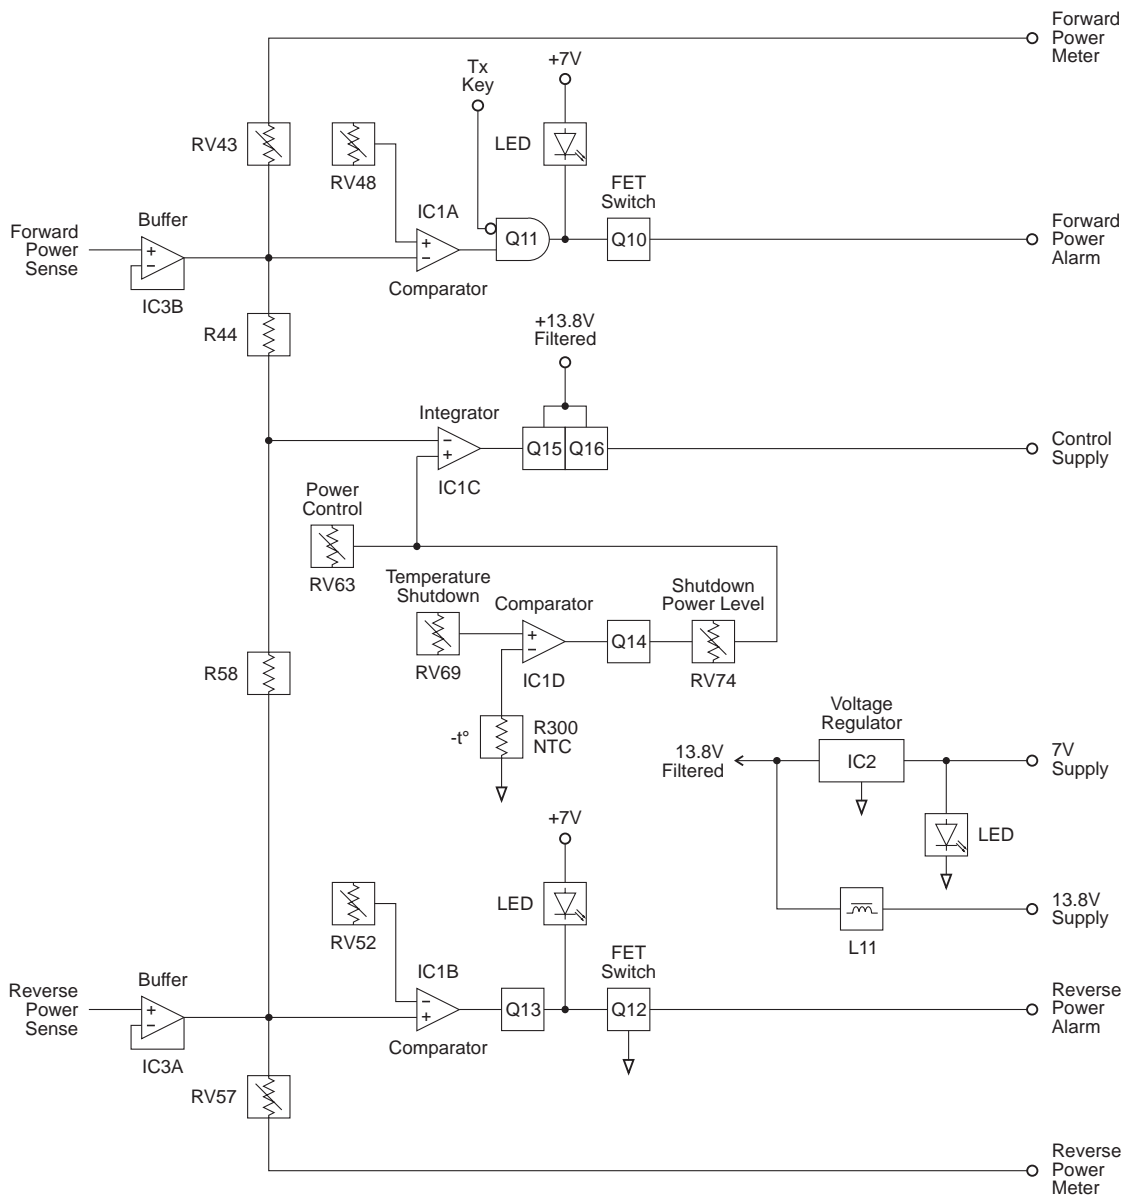 Forward
Power
Meter
+7V
Tx
Key
RV43
LED
RV48
FET
Switch
IC1A
Buffer
+
-
Q11
Q10
Forward
Power
Sense
+
-
Forward
Power
Alarm
Comparator
IC3B
R44
+13.8V
Filtered
Integrator
-
+
Q15
Q16
Control
Supply
IC1C
Power
Control
RV63
Temperature
Shutdown
Comparator
Shutdown
Power Level
+
-
Q14
RV69
IC1D
RV74
R58
-t°
R300
NTC
Voltage
Regulator
13.8V
Filtered
IC2
7V
Supply
+7V
LED
LED
RV52
13.8V
Supply
L11
FET
Switch
IC1B
Buffer
-
+
Q13
Q12
Reverse
Power
Sense
+
-
Reverse
Power
Alarm
Comparator
IC3A
RV57
Reverse
Power
Meter